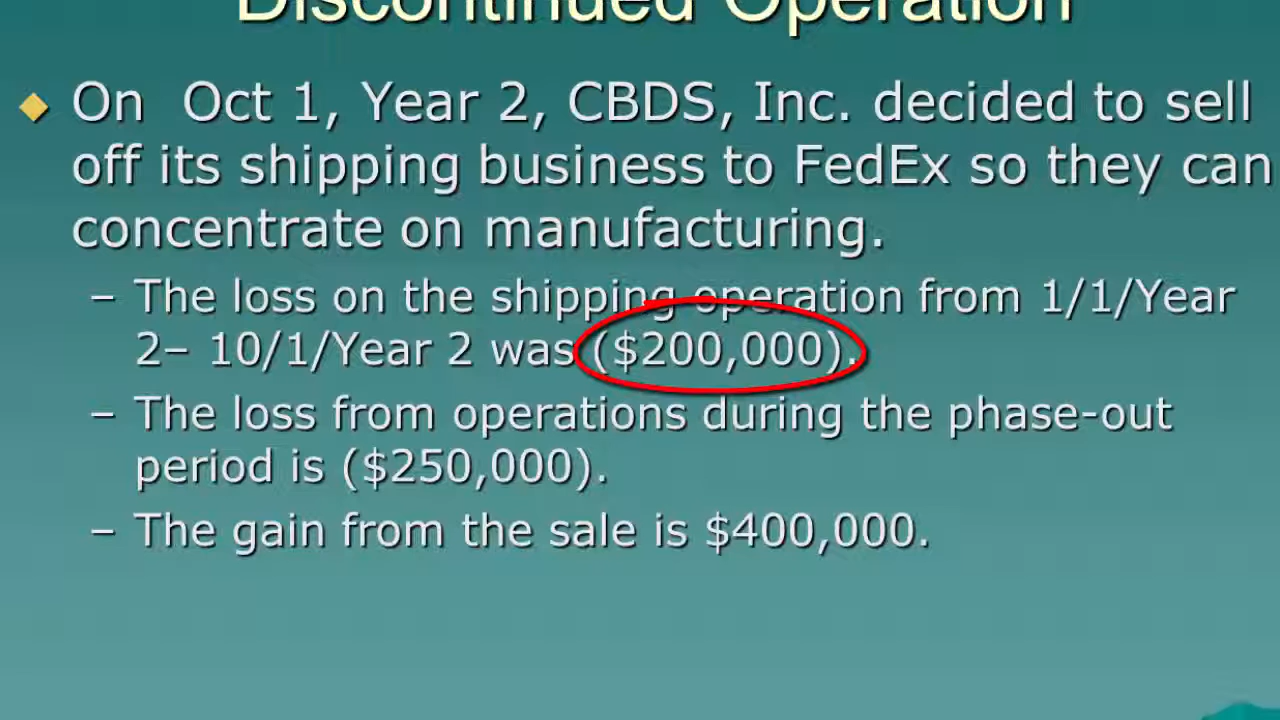 Discontinued Operation
On Oct 1, Year 2, CBDS, Inc. decided to sell
off its shipping business to FedEx so they can
concentrate on manufacturing.
– The loss on the shipping operation from 1/1/Year
2– 10/1/Year 2 was ($200,000).
– The loss from operations during the phase-out
period is ($250,000).
– The gain from the sale is $400,000.